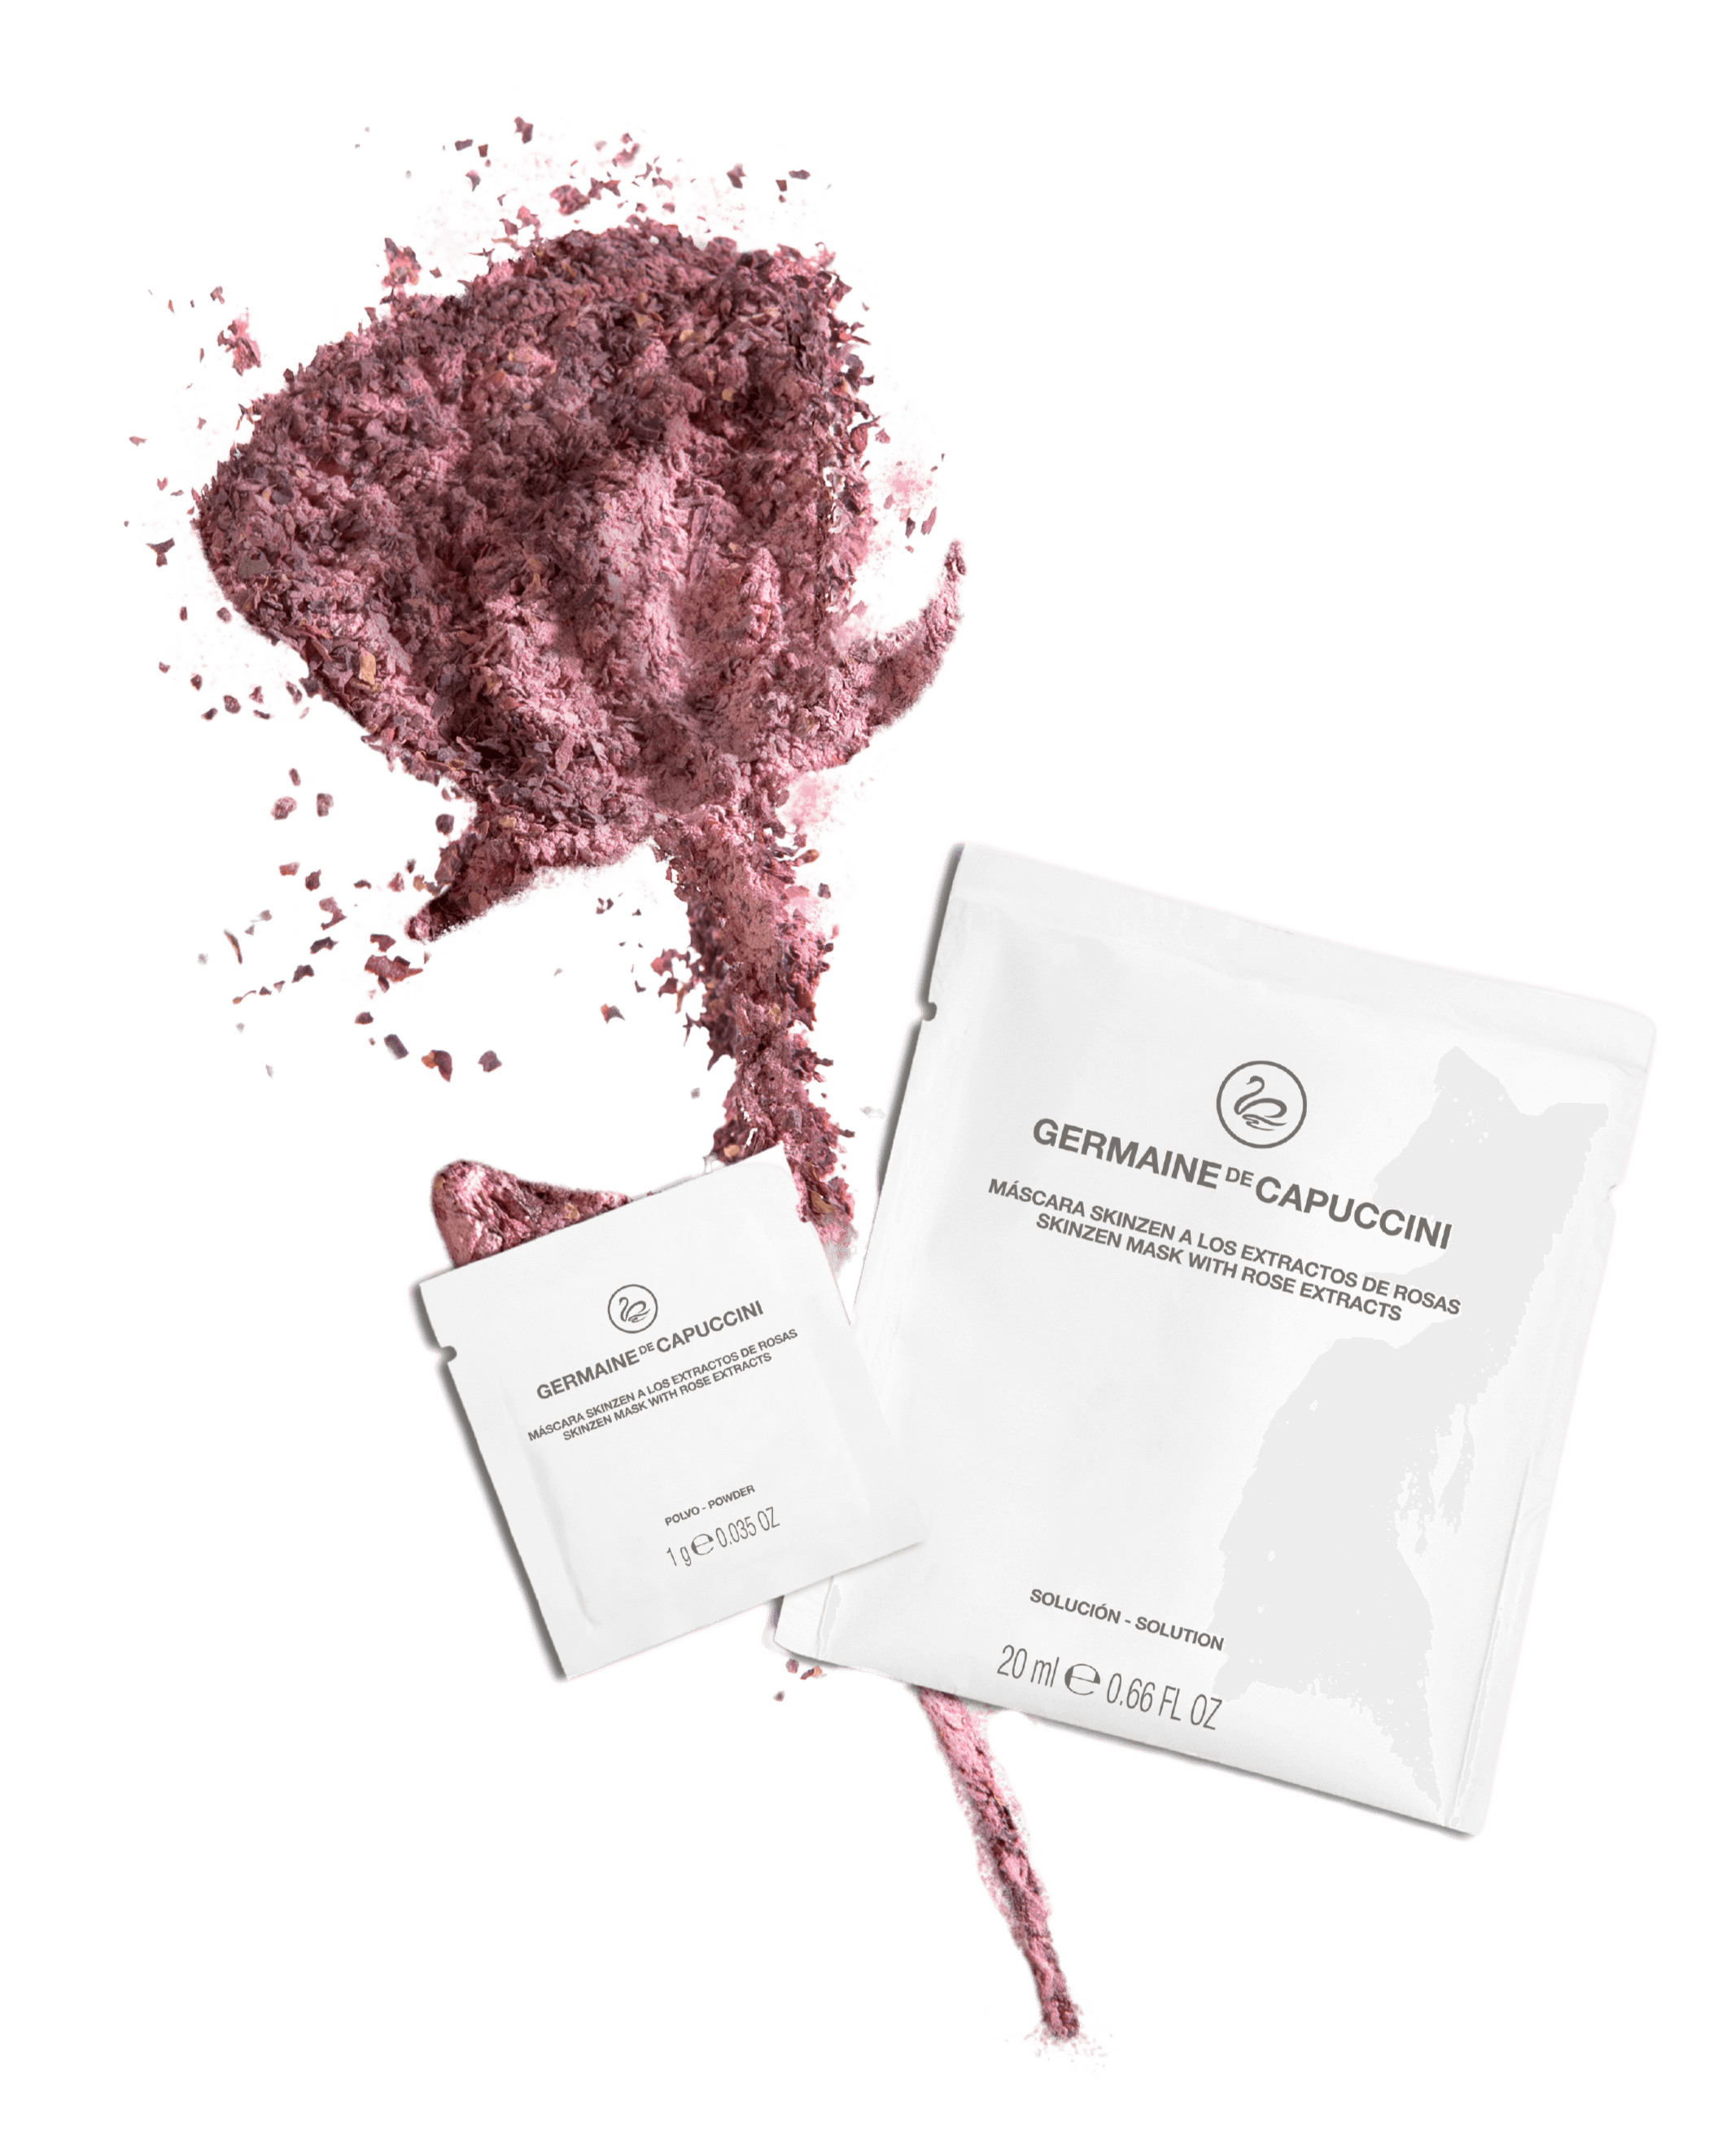 GERMAINE DE CAPUCCINI
MÁSCARA SKINZEN A LOS EXTRACTOS DE ROSAS
SKINZEN MASK WITH ROSE EXTRACTS
SOLUCIÓN - SOLUTION
20 ml ℮ 0.66 FL OZ
GERMAINE DE CAPUCCINI
MÁSCARA SKINZEN A LOS EXTRACTOS DE ROSAS
SKINZEN MASK WITH ROSE EXTRACTS
POLVO - POWDER
1 g ℮ 0.035 OZ